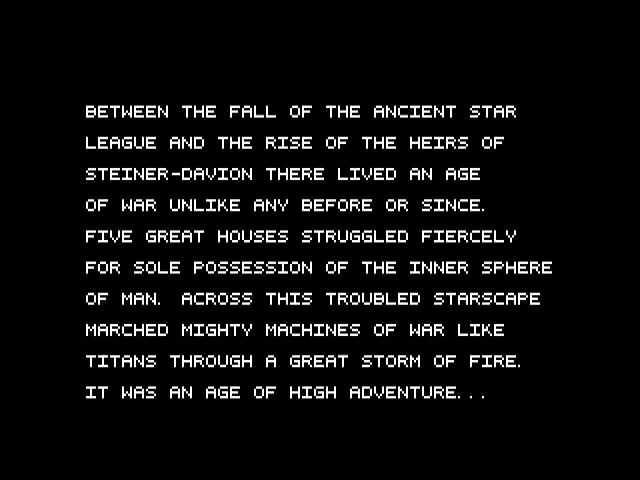 BETWEEN THE FALL OF THE ANCIENT STAR
LEAGUE AND THE RISE OF THE HEIRS OF
STEINER-DAVION THERE LIVED AN AGE
OF WAR UNLIKE ANY BEFORE OR SINCE.
FIVE GREAT HOUSES STRUGGLED FIERCELY
FOR SOLE POSSESSION OF THE INNER SPHERE
OF MAN.  ACROSS THIS TROUBLED STARSCAPE
MARCHED MIGHTY MACHINES OF WAR LIKE
TITANS THROUGH A GREAT STORM OF FIRE.
IT WAS AN AGE OF HIGH ADVENTURE...